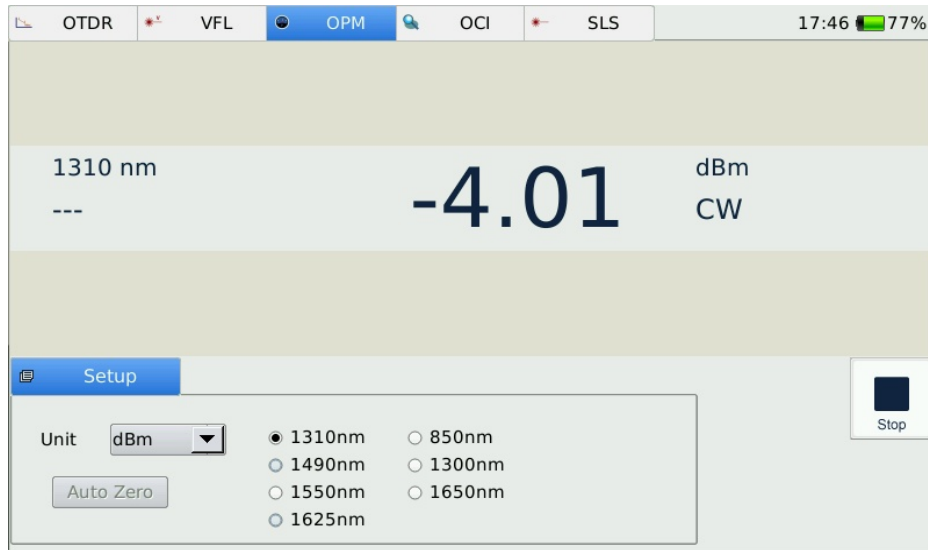 OTDR VFL OPM OCI SLS 17:46 77%
1310 nm
---
-4.01
dBm
CW
Setup
Unit dBm
Auto Zero
1310nm 850nm
1490nm 1300nm
1550nm 1650nm
1625nm
Stop